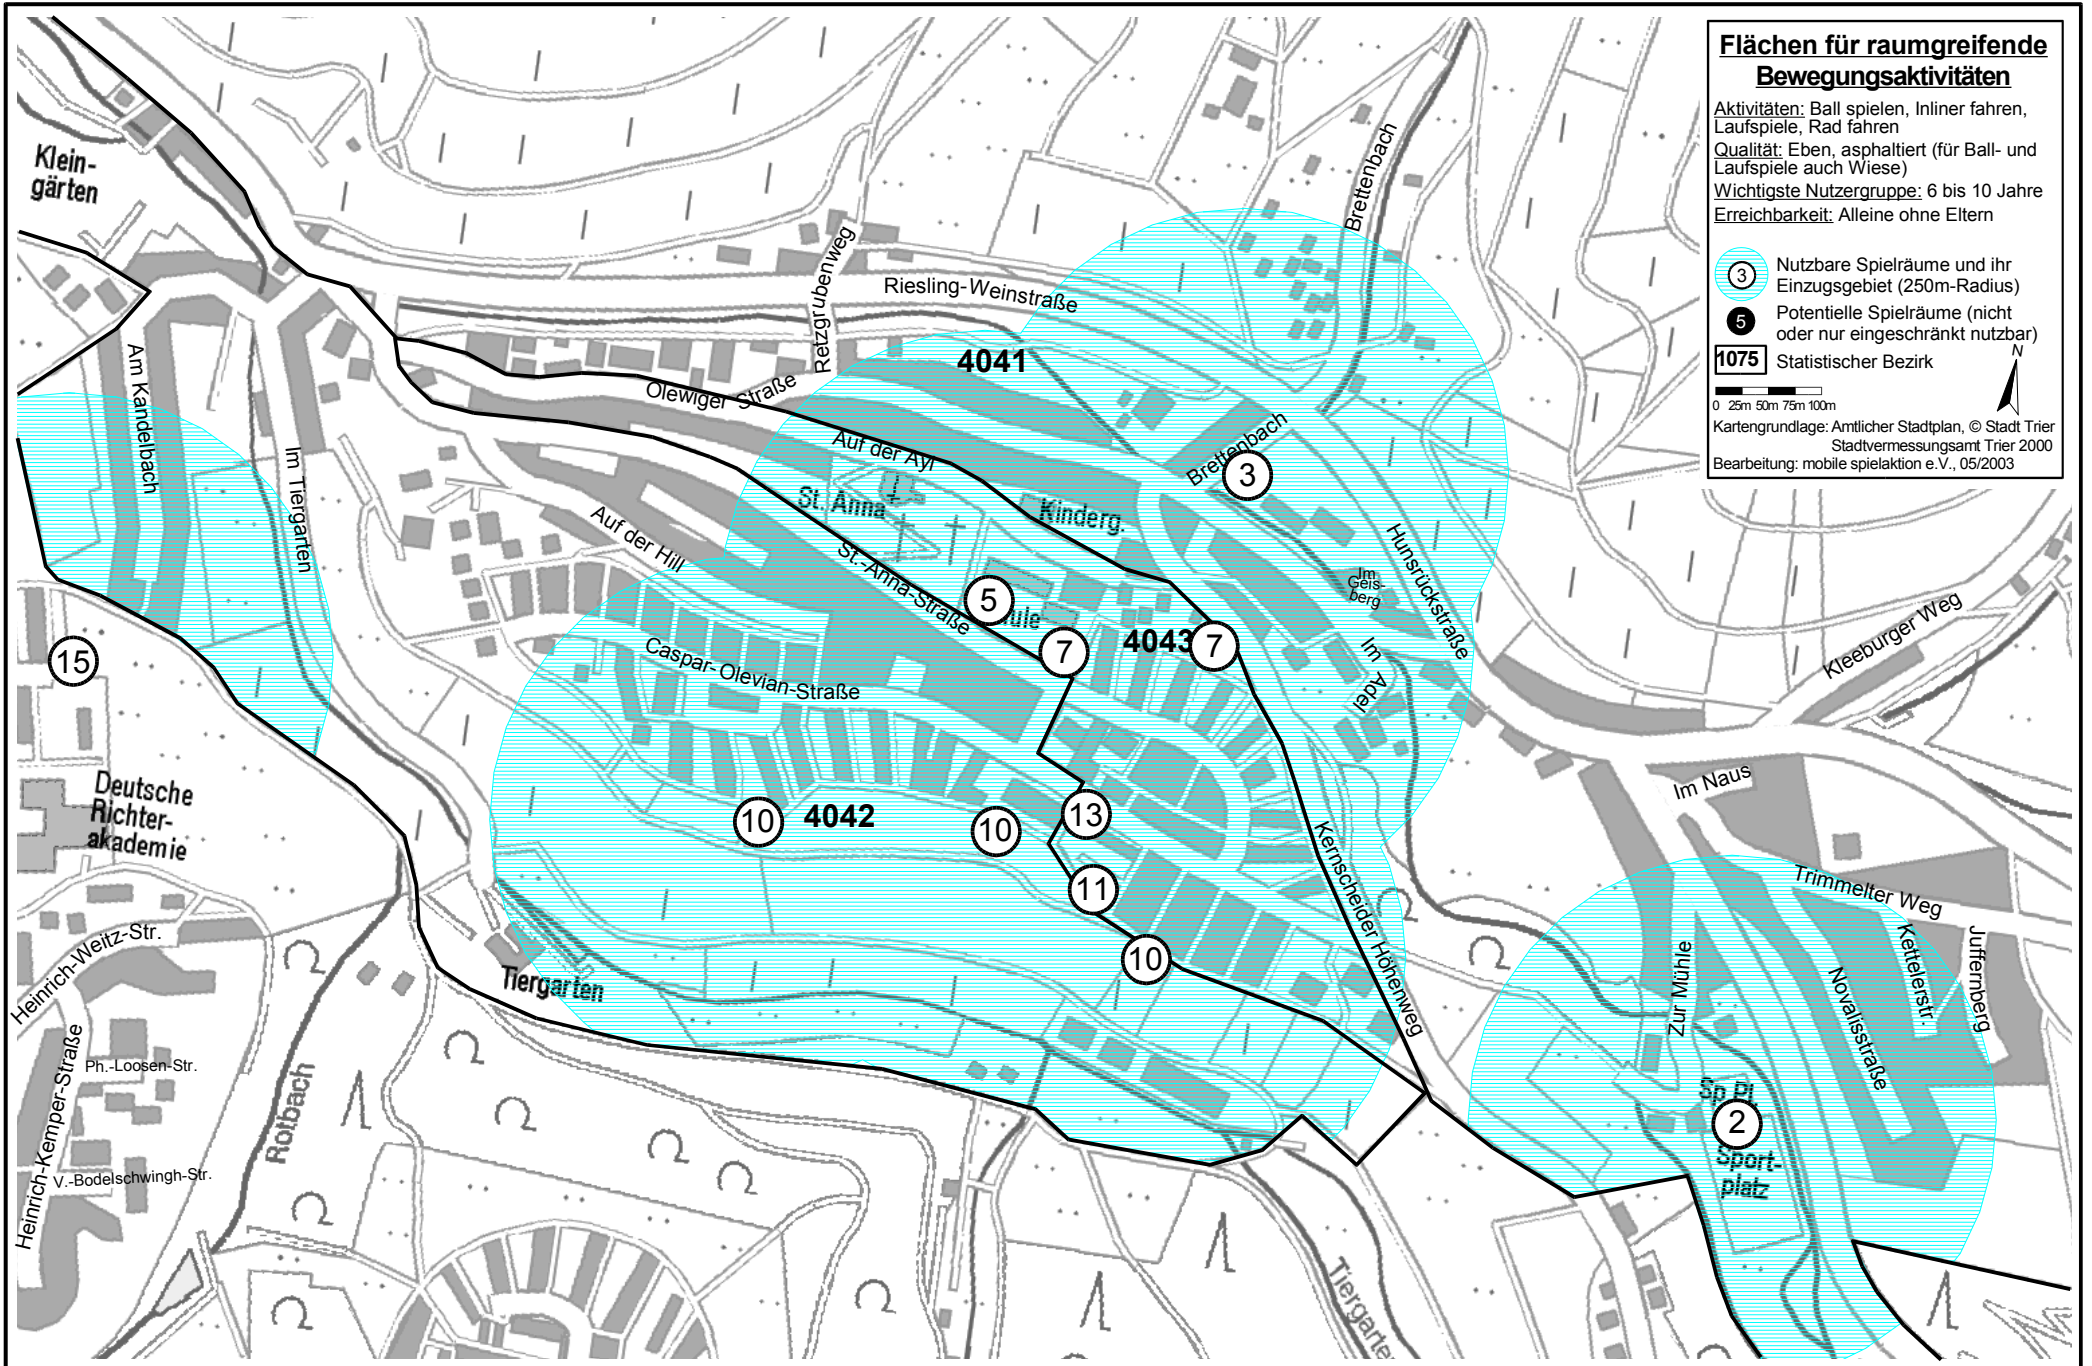 Flächen für raumgreifende
Bewegungsaktivitäten
Aktivitäten: Ball spielen, Inliner fahren,
Laufspiele, Rad fahren
Qualität: Eben, asphaltiert (für Ball- und
Laufspiele auch Wiese)
Wichtigste Nutzergruppe: 6 bis 10 Jahre
Erreichbarkeit: Alleine ohne Eltern
3 Nutzbare Spielräume und ihr
Einzugsgebiet (250m-Radius)
5 Potentielle Spielräume (nicht
oder nur eingeschränkt nutzbar)
1075 Statistischer Bezirk
N
0 25m 50m 75m 100m
Kartengrundlage: Amtlicher Stadtplan, © Stadt Trier
Stadtvermessungsamt Trier 2000
Bearbeitung: mobile spielaktion e.V., 05/2003
Klein-
gärten
Brettenbach
Retzgrubenweg
Riesling-Weinstraße
4041
Am Kandelbach
Olewiger Straße
Auf der Ayl
Brettenbach
3
Im Tiergarten
St. Anna
Kinderg.
Auf der Hill
St.-Anna-Straße
Hunsrückstraße
Im
Geis-
berg
5
ule
7
4043
7
Kleeburger Weg
15
Caspar-Olevian-Straße
Im Adel
Deutsche
Richter-
akademie
Im Naus
10
4042
10
13
Kernscheider Höhenweg
11
Trimmelter Weg
Heinrich-Weitz-Str.
10
Kettelerstr.
Juffernberg
Tiergarten
Zur Mühle
Novalisstraße
Heinrich-Kemper-Straße
Ph.-Loosen-Str.
Rotbach
Sp.Pl.
2
Sport-
platz
V.-Bodelschwingh-Str.
Tiergarte